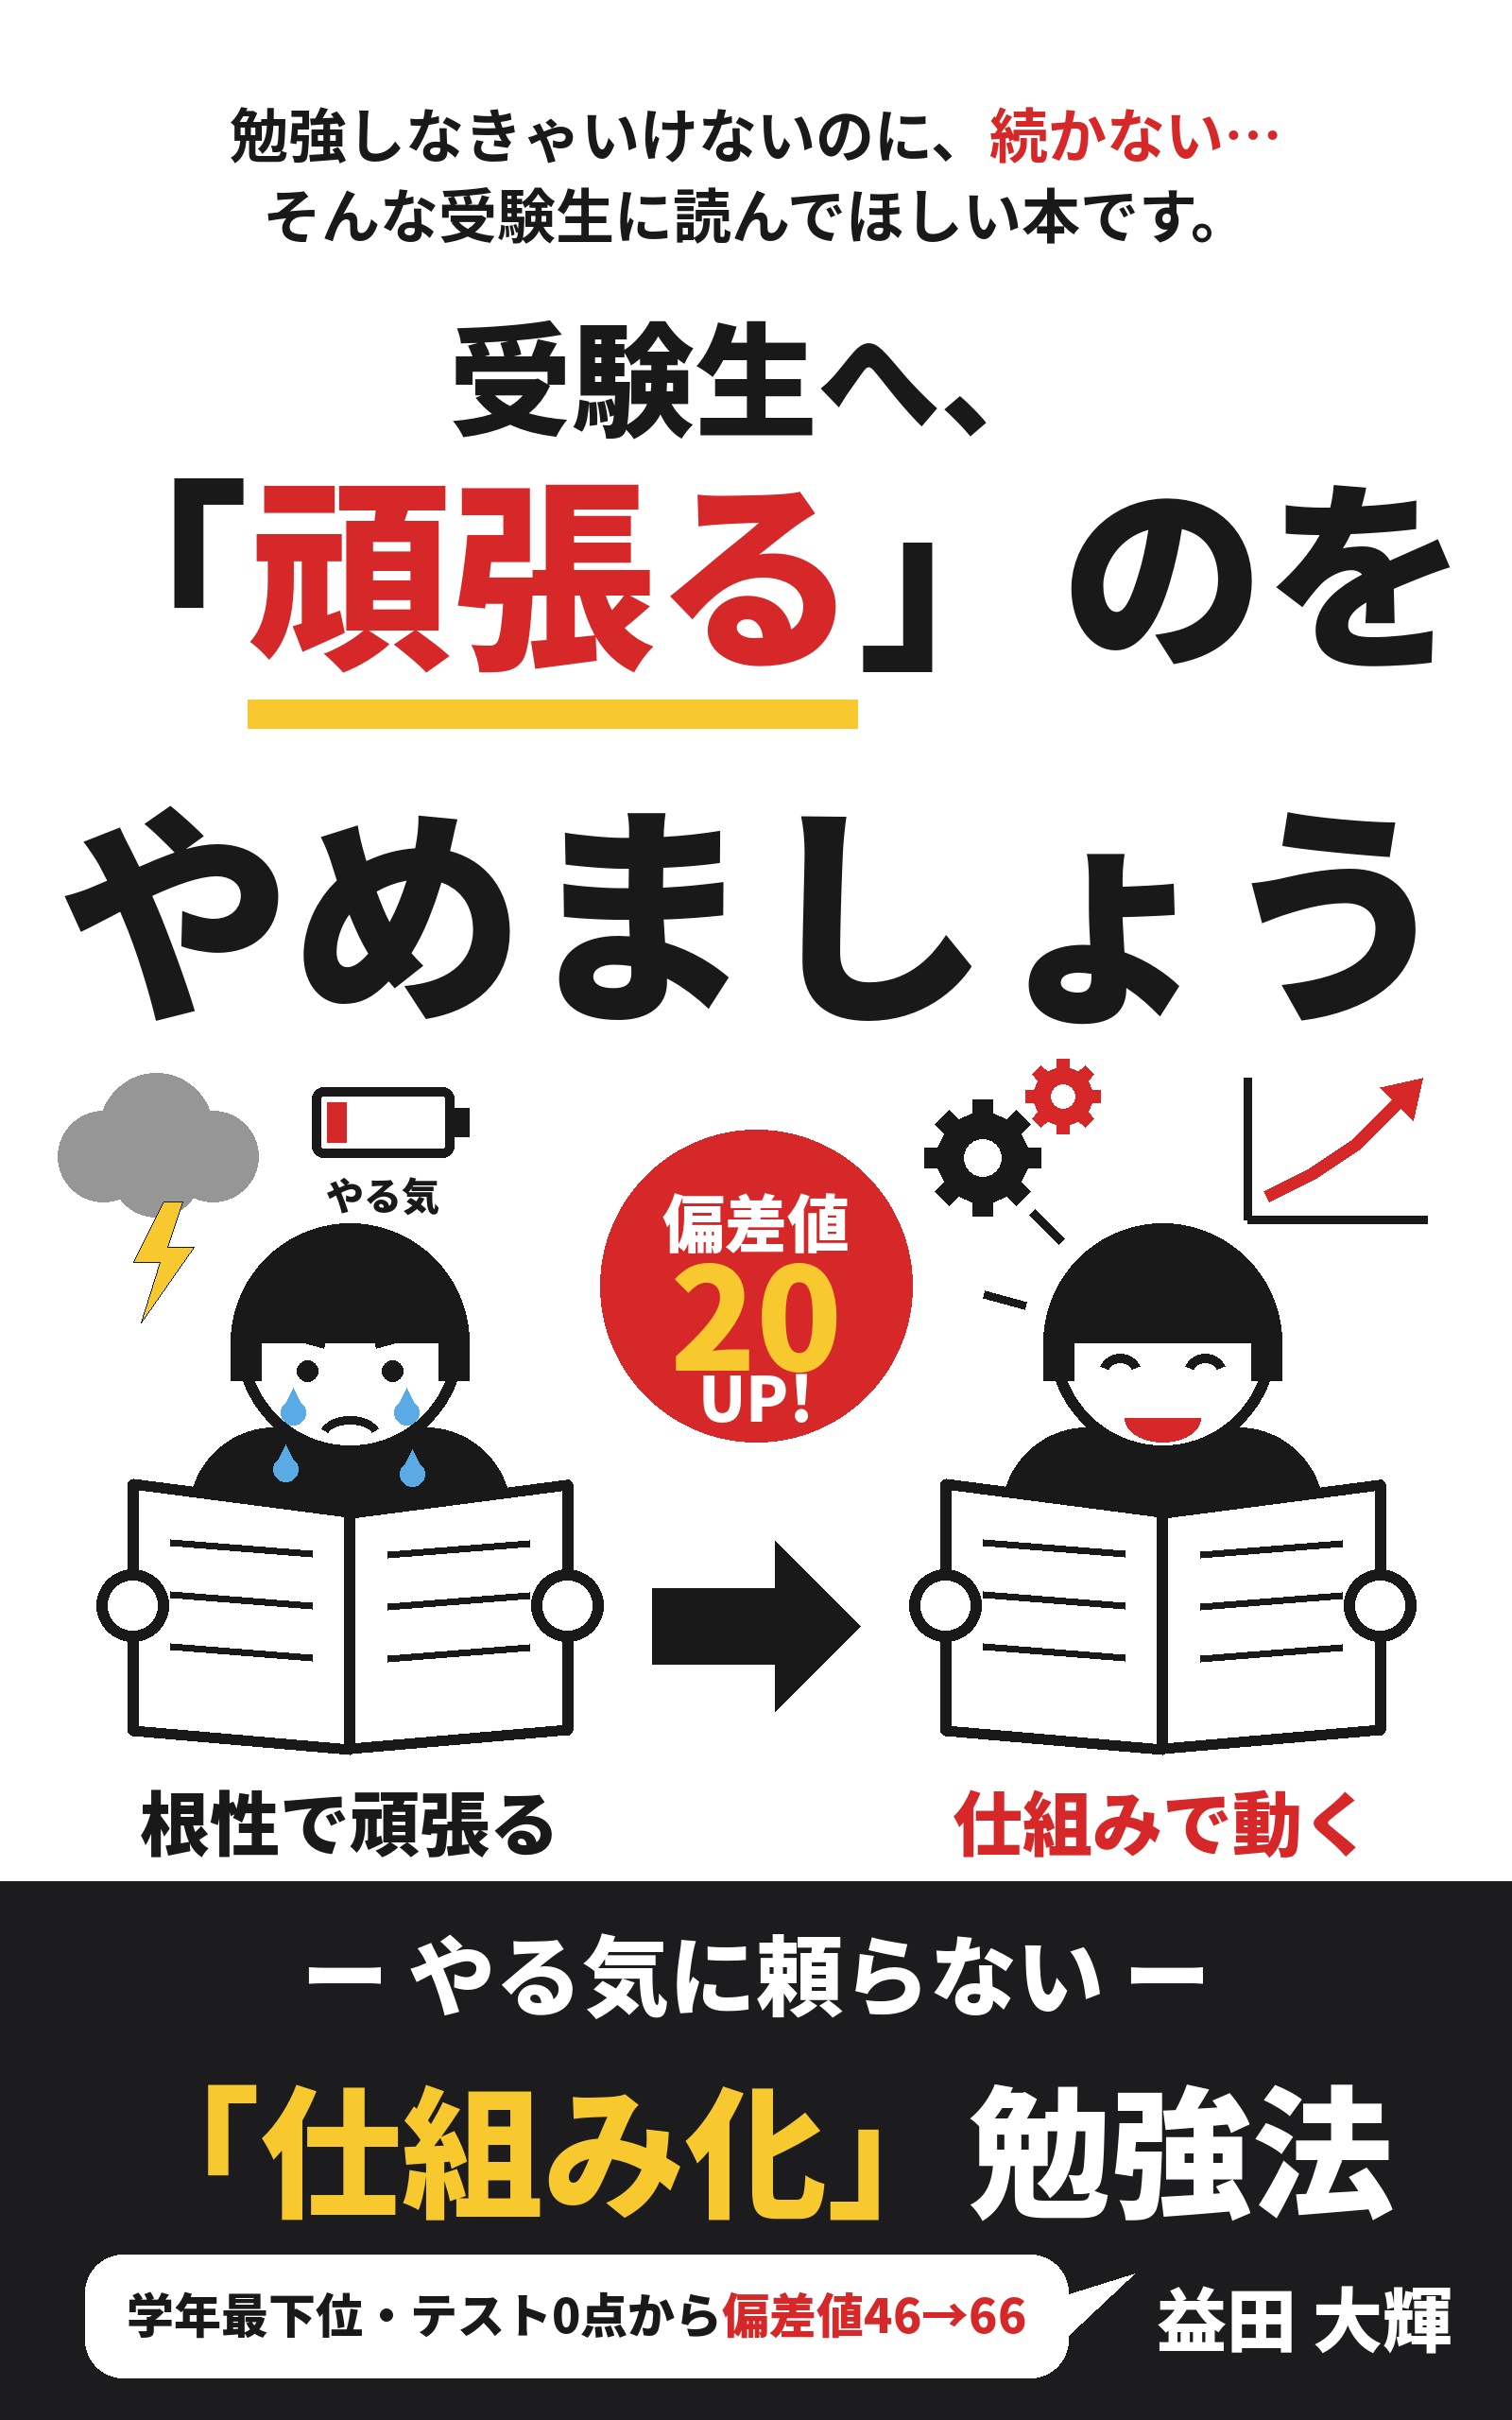 勉強しなきゃいけないのに、続かない…
そんな受験生に読んでほしい本です。
受験生へ、
「頑張る」のを
やめましょう
やる気
偏差値
20
UP!
根性で頑張る
仕組みで動く
ー やる気に頼らない ー
「仕組み化」勉強法
学年最下位・テスト0点から偏差値46→66
益田 大輝